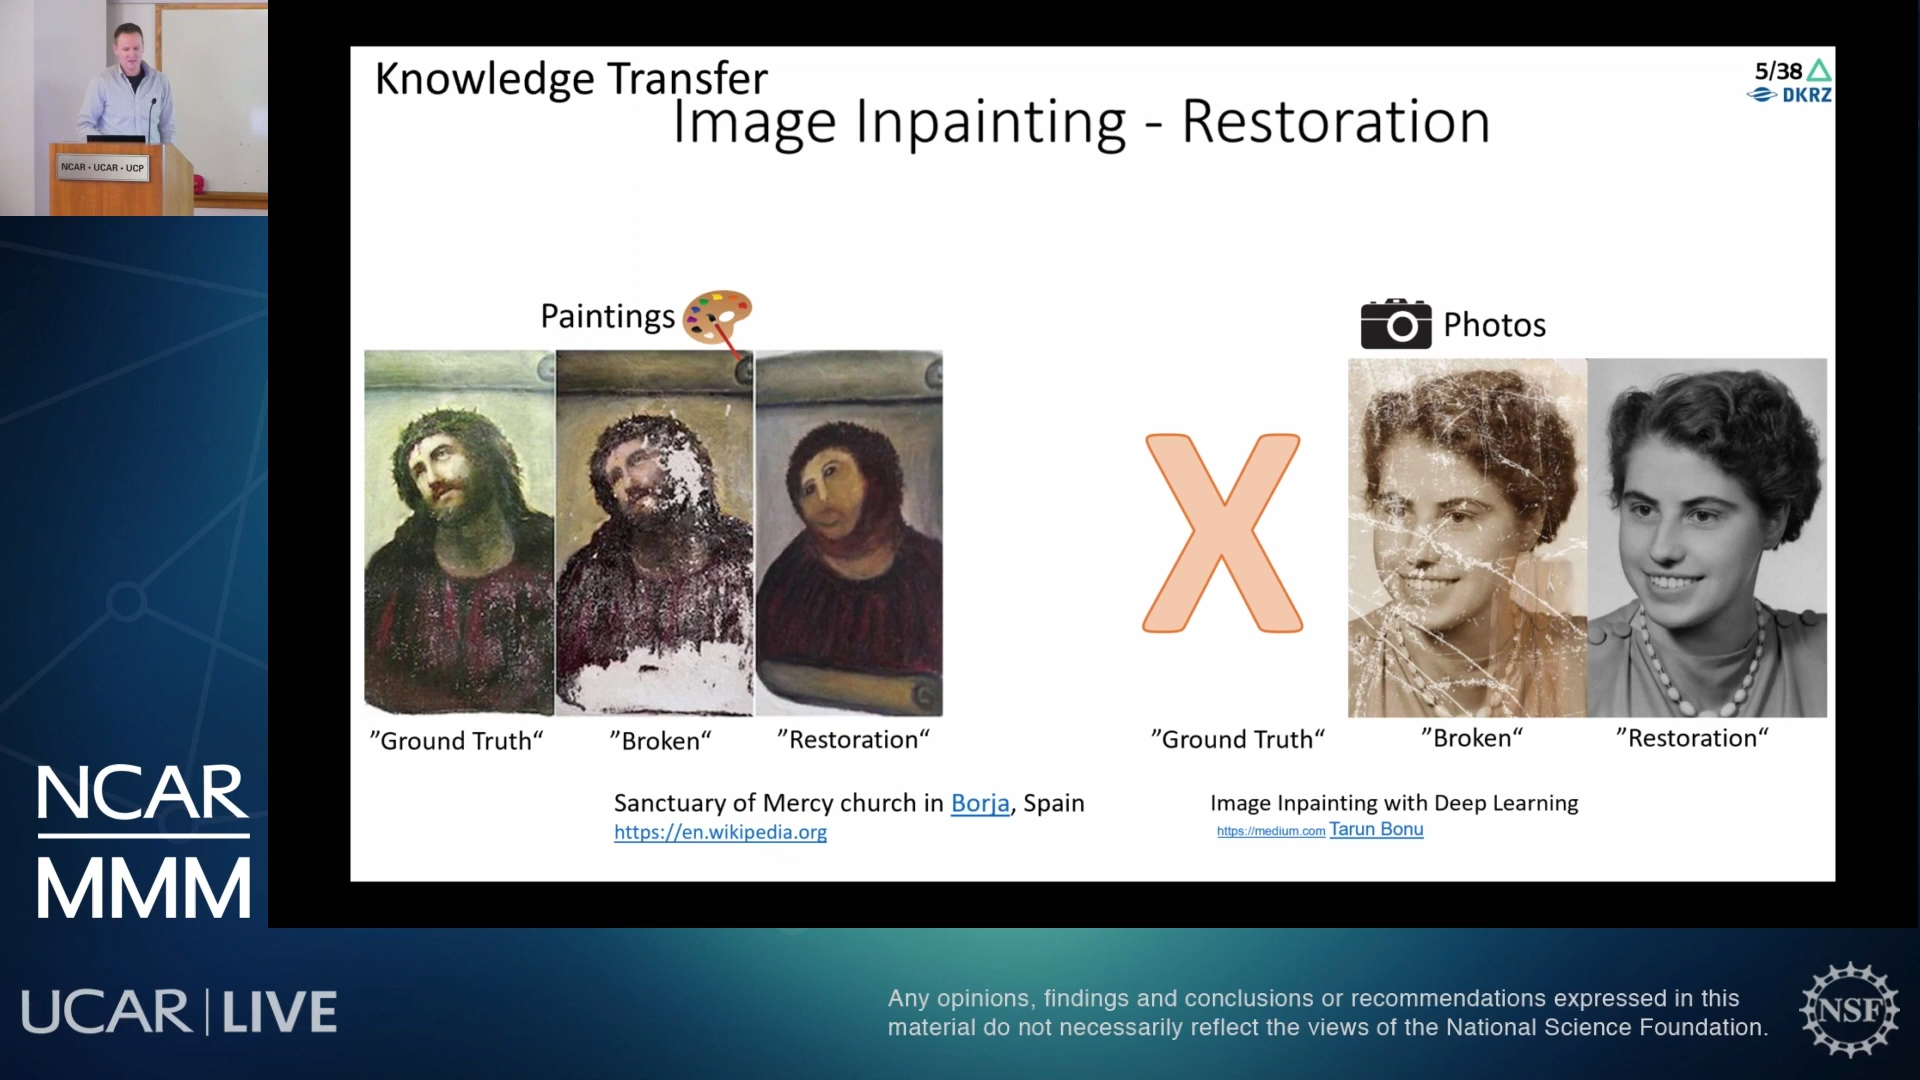 NCAR • UCAR • UCP
Knowledge Transfer
5/38
DKRZ
Image Inpainting - Restoration
Paintings
Photos
X
”Ground Truth“
”Broken“
”Restoration“
”Ground Truth“
”Broken“
”Restoration“
Sanctuary of Mercy church in Borja, Spain
https://en.wikipedia.org
Image Inpainting with Deep Learning
https://medium.com Tarun Bonu
NCAR
MMM
UCAR | LIVE
Any opinions, findings and conclusions or recommendations expressed in this
material do not necessarily reflect the views of the National Science Foundation.
NSF